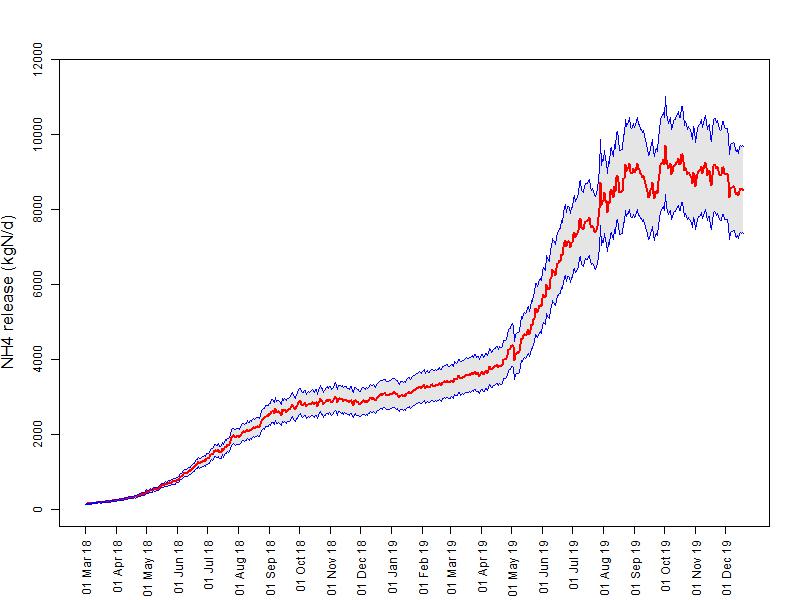 NH4 release (kgN/d)
12000
10000
8000
6000
4000
2000
0
01 Mar 18
01 Apr 18
01 May 18
01 Jun 18
01 Jul 18
01 Aug 18
01 Sep 18
01 Oct 18
01 Nov 18
01 Dec 18
01 Jan 19
01 Feb 19
01 Mar 19
01 Apr 19
01 May 19
01 Jun 19
01 Jul 19
01 Aug 19
01 Sep 19
01 Oct 19
01 Nov 19
01 Dec 19